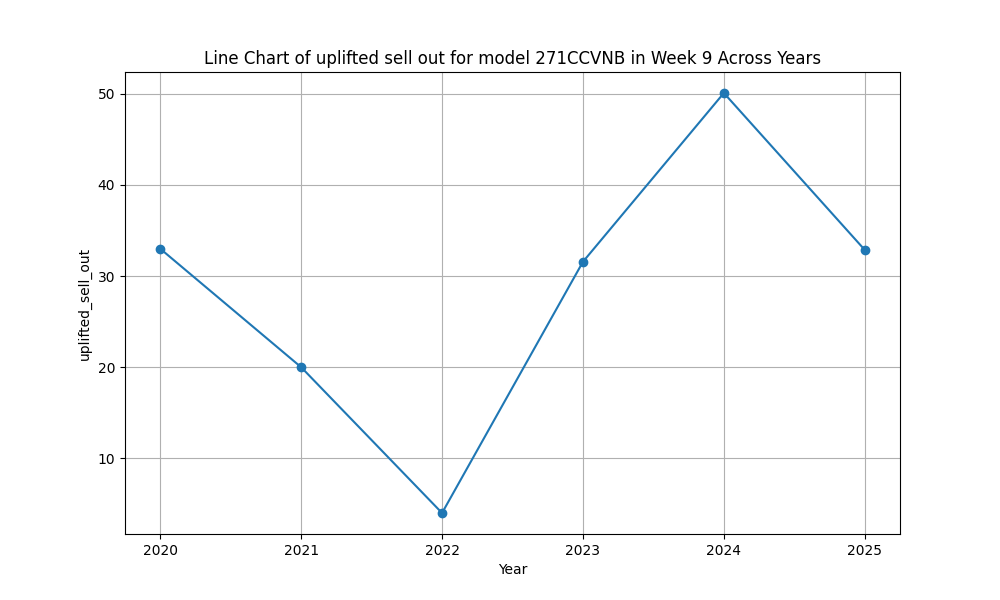 Line Chart of uplifted sell out for model 271CCVNB in Week 9 Across Years
50
40
30
20
10
uplifted_sell_out
2020 2021 2022 2023 2024 2025
Year